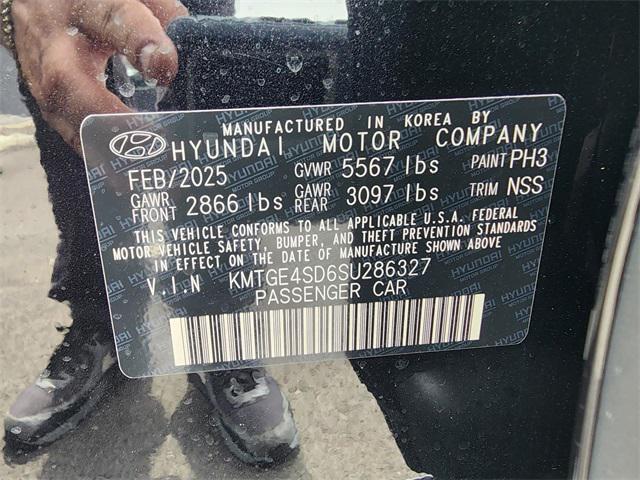 MANUFACTURED IN KOREA BY
HYUNDAI MOTOR COMPANY
FEB/2025 GVWR 5567 lbs PAINT PH3
GAWR FRONT 2866 lbs GAWR REAR 3097 lbs TRIM NSS
THIS VEHICLE CONFORMS TO ALL APPLICABLE U.S.A. FEDERAL
MOTOR VEHICLE SAFETY, BUMPER, AND THEFT PREVENTION STANDARDS
IN EFFECT ON THE DATE OF MANUFACTURE SHOWN ABOVE
V.I.N KMTGE4SD6SU286327
PASSENGER CAR